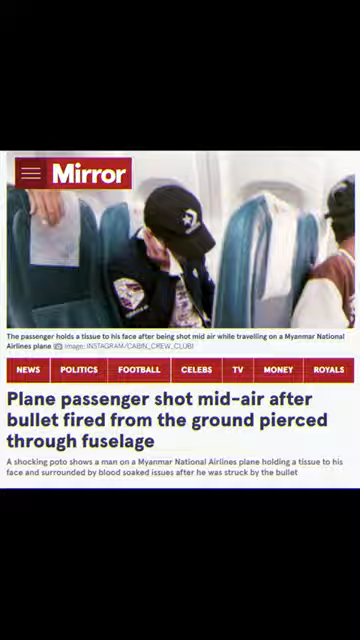 Mirror
The passenger holds a tissue to his face after being shot mid air while travelling on a Myanmar National
Airlines plane ( Image: INSTAGRAM/CABIN_CREW_CLUB)
NEWS POLITICS FOOTBALL CELEBS TV MONEY ROYALS
Plane passenger shot mid-air after
bullet fired from the ground pierced
through fuselage
A shocking poto shows a man on a Myanmar National Airlines plane holding a tissue to his
face and surrounded by blood soaked issues after he was struck by the bullet